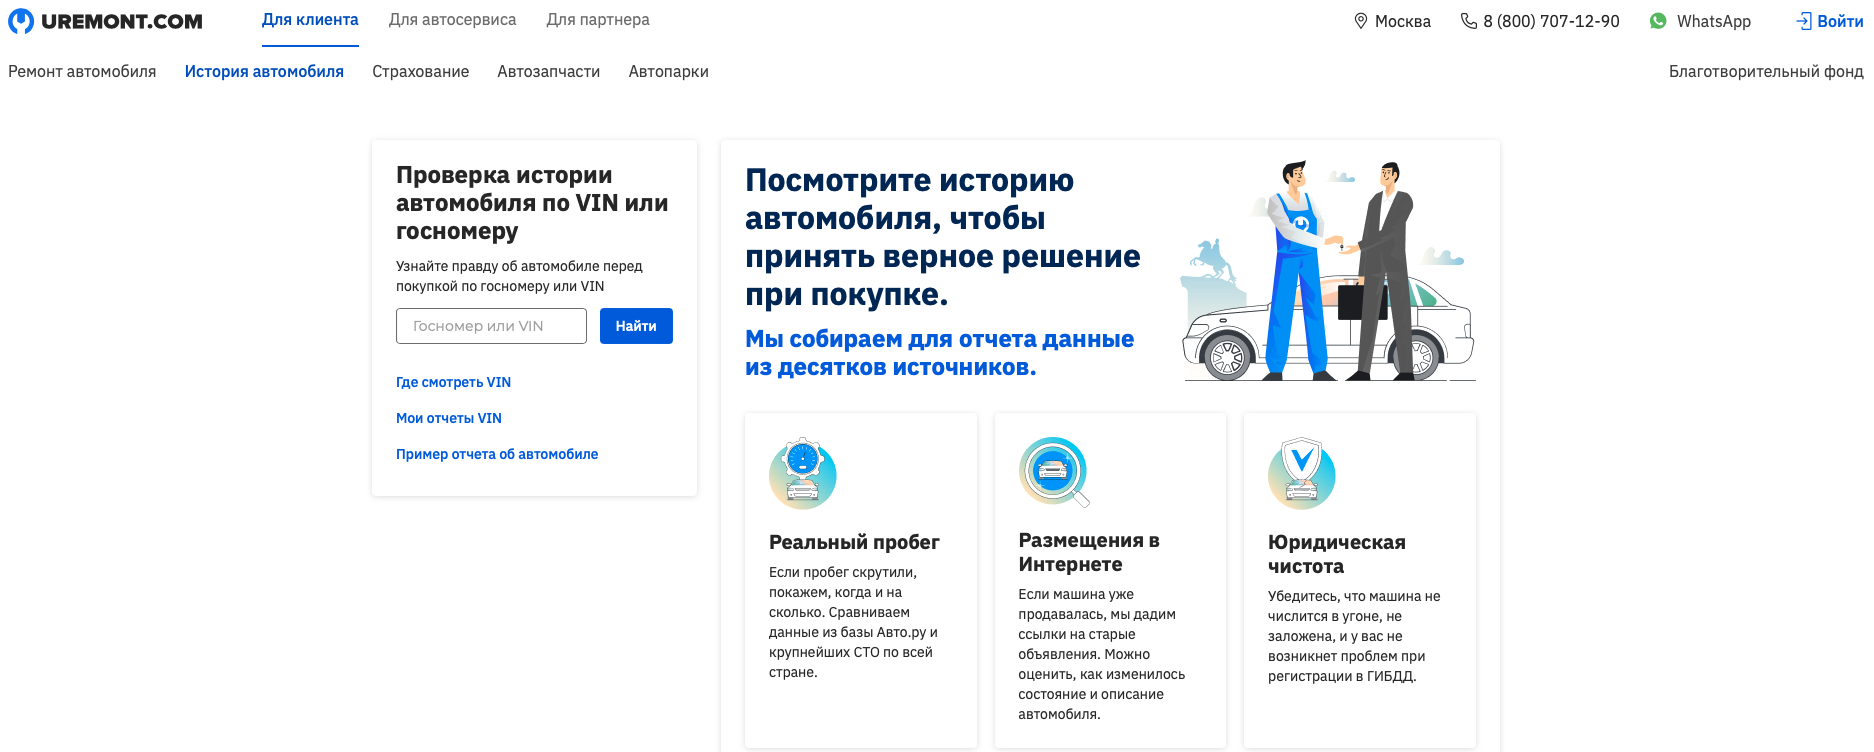 UREMONT.COM
Для клиента
Для автосервиса
Для партнера
Москва
8 (800) 707-12-90
WhatsApp
Войти
Ремонт автомобиля
История автомобиля
Страхование
Автозапчасти
Автопарки
Благотворительный фонд
Проверка истории
автомобиля по VIN или
госномеру
Узнайте правду об автомобиле перед
покупкой по госномеру или VIN
Госномер или VIN
Найти
Где смотреть VIN
Мои отчеты VIN
Пример отчета об автомобиле
Посмотрите историю
автомобиля, чтобы
принять верное решение
при покупке.
Мы собираем для отчета данные
из десятков источников.
Реальный пробег
Если пробег скрутили,
покажем, когда и на
сколько. Сравниваем
данные из базы Авто.ру и
крупнейших СТО по всей
стране.
Размещения в
Интернете
Если машина уже
продавалась, мы дадим
ссылки на старые
объявления. Можно
оценить, как изменилось
состояние и описание
автомобиля.
Юридическая
чистота
Убедитесь, что машина не
числится в угоне, не
заложена, и у вас не
возникнет проблем при
регистрации в ГИБДД.